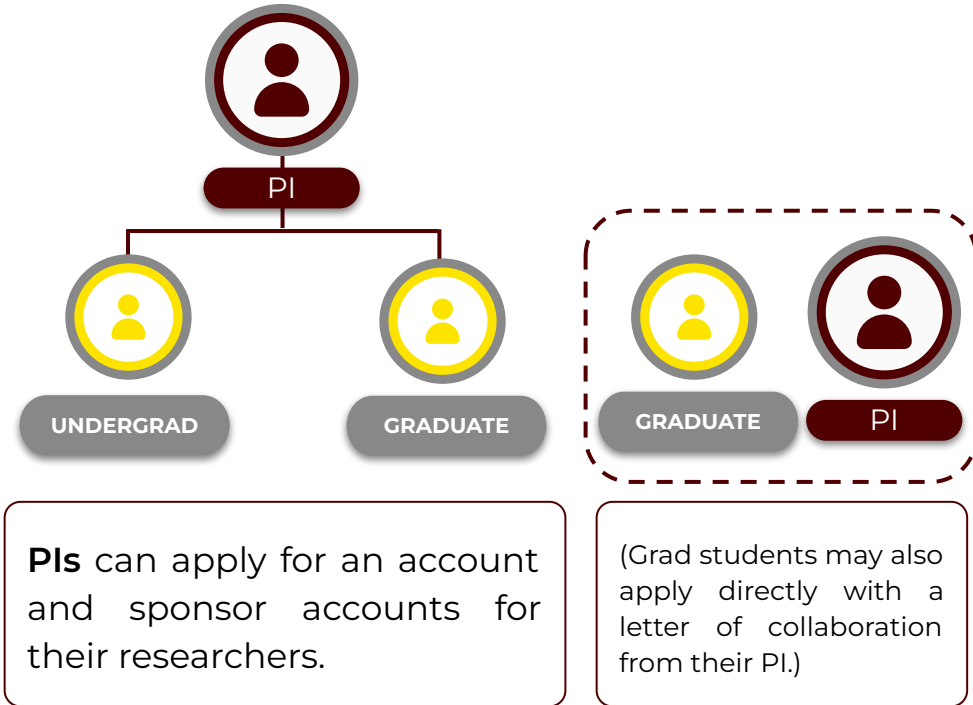 PI
UNDERGRAD
GRADUATE
GRADUATE
PI
PIs can apply for an account
and sponsor accounts for
their researchers.
(Grad students may also
apply directly with a
letter of collaboration
from their PI.)